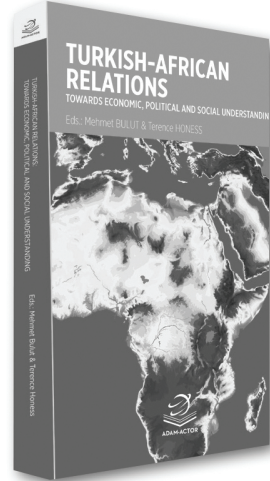 TURKISH-AFRICAN
RELATIONS
TOWARDS ECONOMIC, POLITICAL AND SOCIAL UNDERSTANDIN
Eds.: Mehmet BULUT & Terence HONESS
ADAM-ACTOR
TURKISH-AFRICAN RELATIONS:
TOWARDS ECONOMIC, POLITICAL AND SOCIAL UNDERSTANDING
Eds.: Mehmet Bulut & Terence Honess